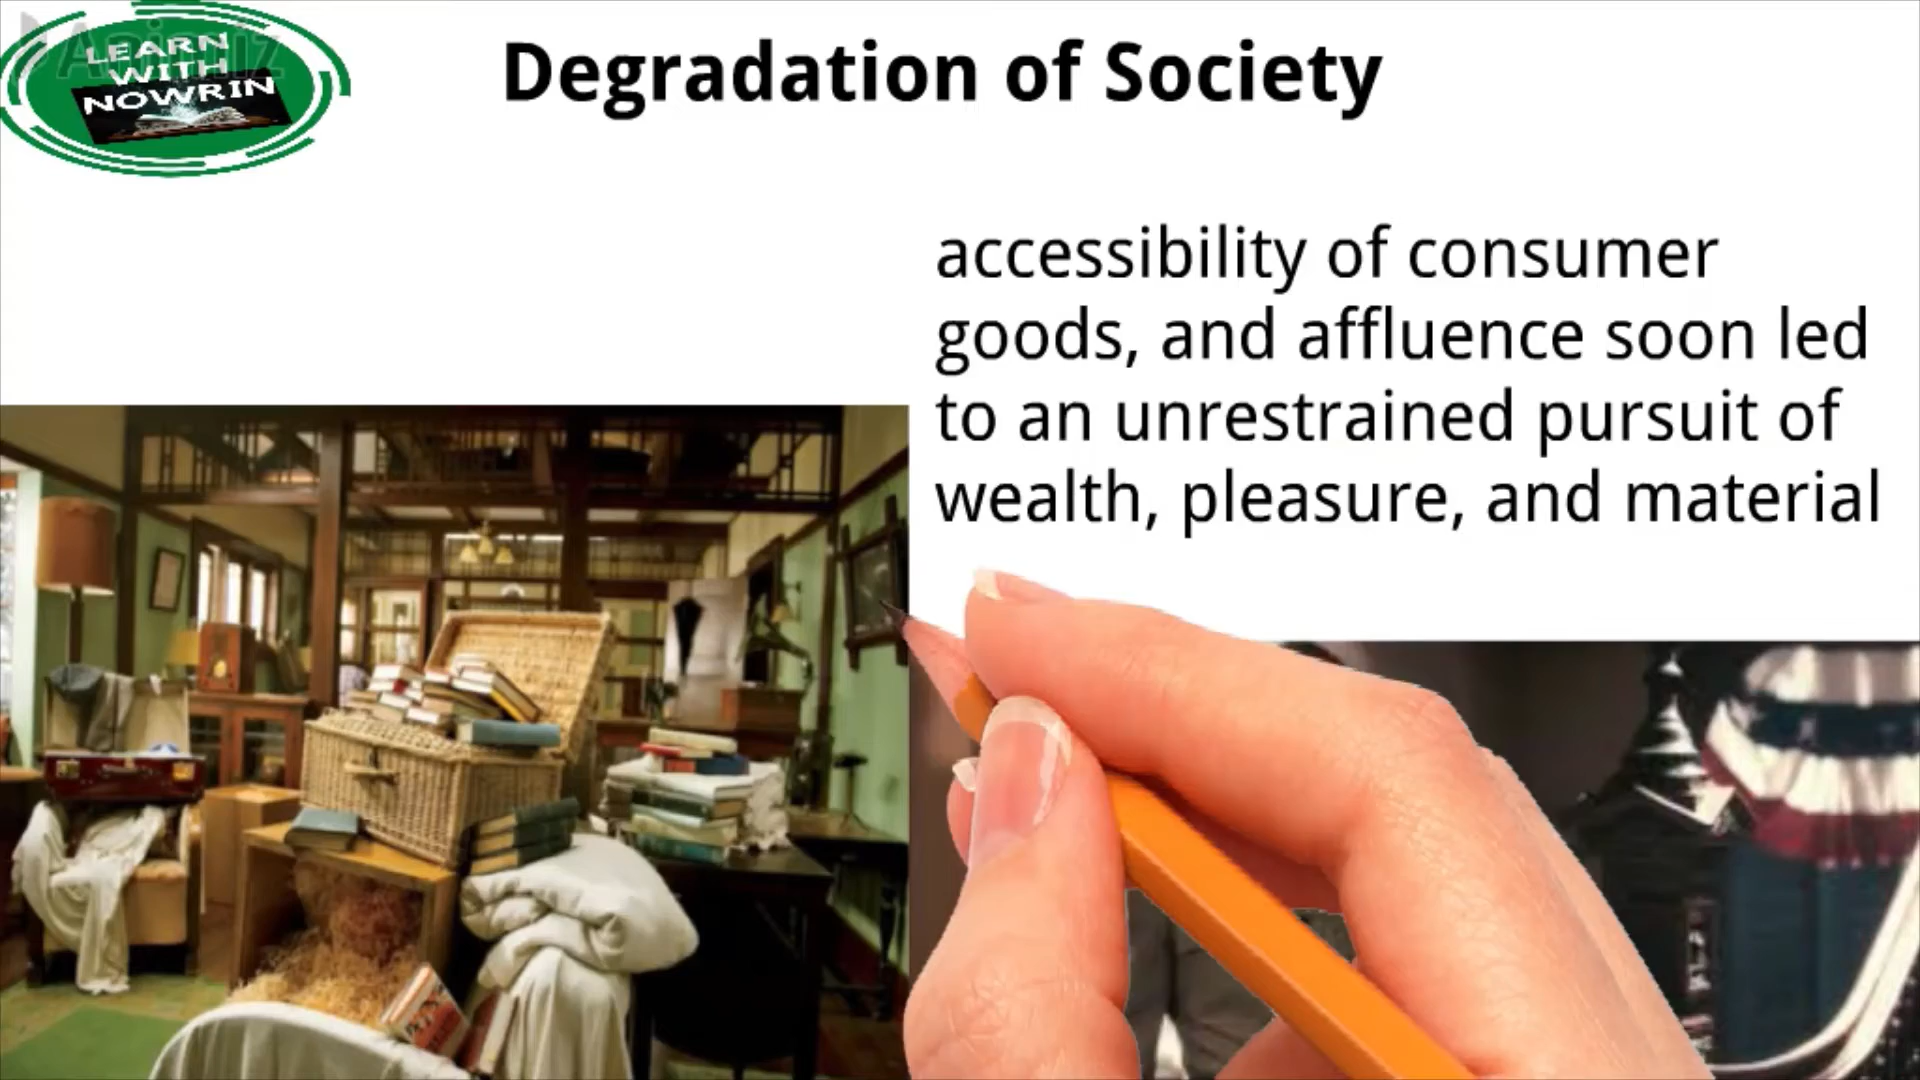 LEARN
WITH
NOWRIN
Degradation of Society
accessibility of consumer
goods, and affluence soon led
to an unrestrained pursuit of
wealth, pleasure, and material